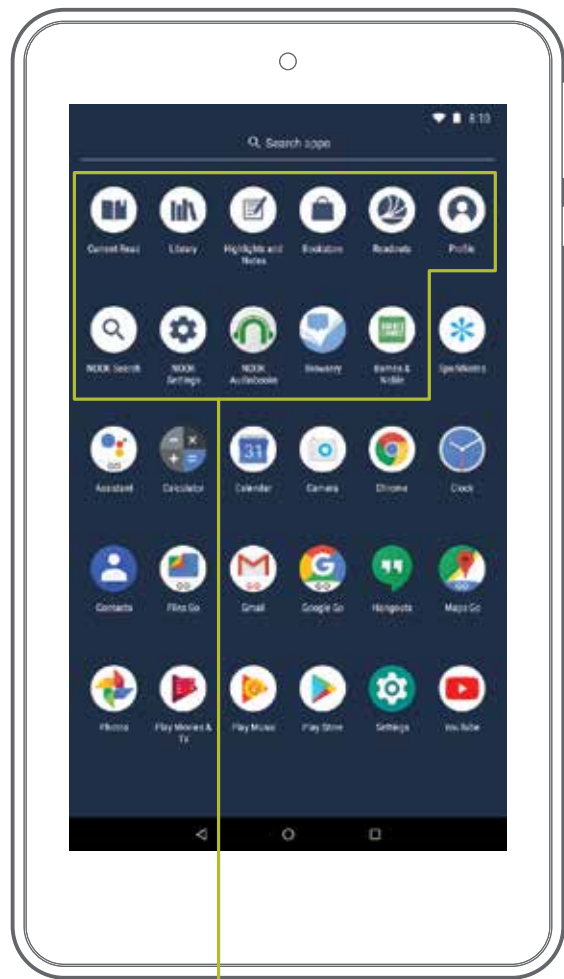 8:10
Search apps
Current Read Library Highlights and Bookstore Readouts Profile
Notes
NOOK Search NOOK NOOK Browsery Barnes &
Settings Audiobooks Noble
Assistant Calculator Calendar Camera Chrome Clock
31
Contacts Files Go Gmail Google Go Hangouts Maps Go
Photos Play Movies & Play Music Play Store Settings YouTube
TV